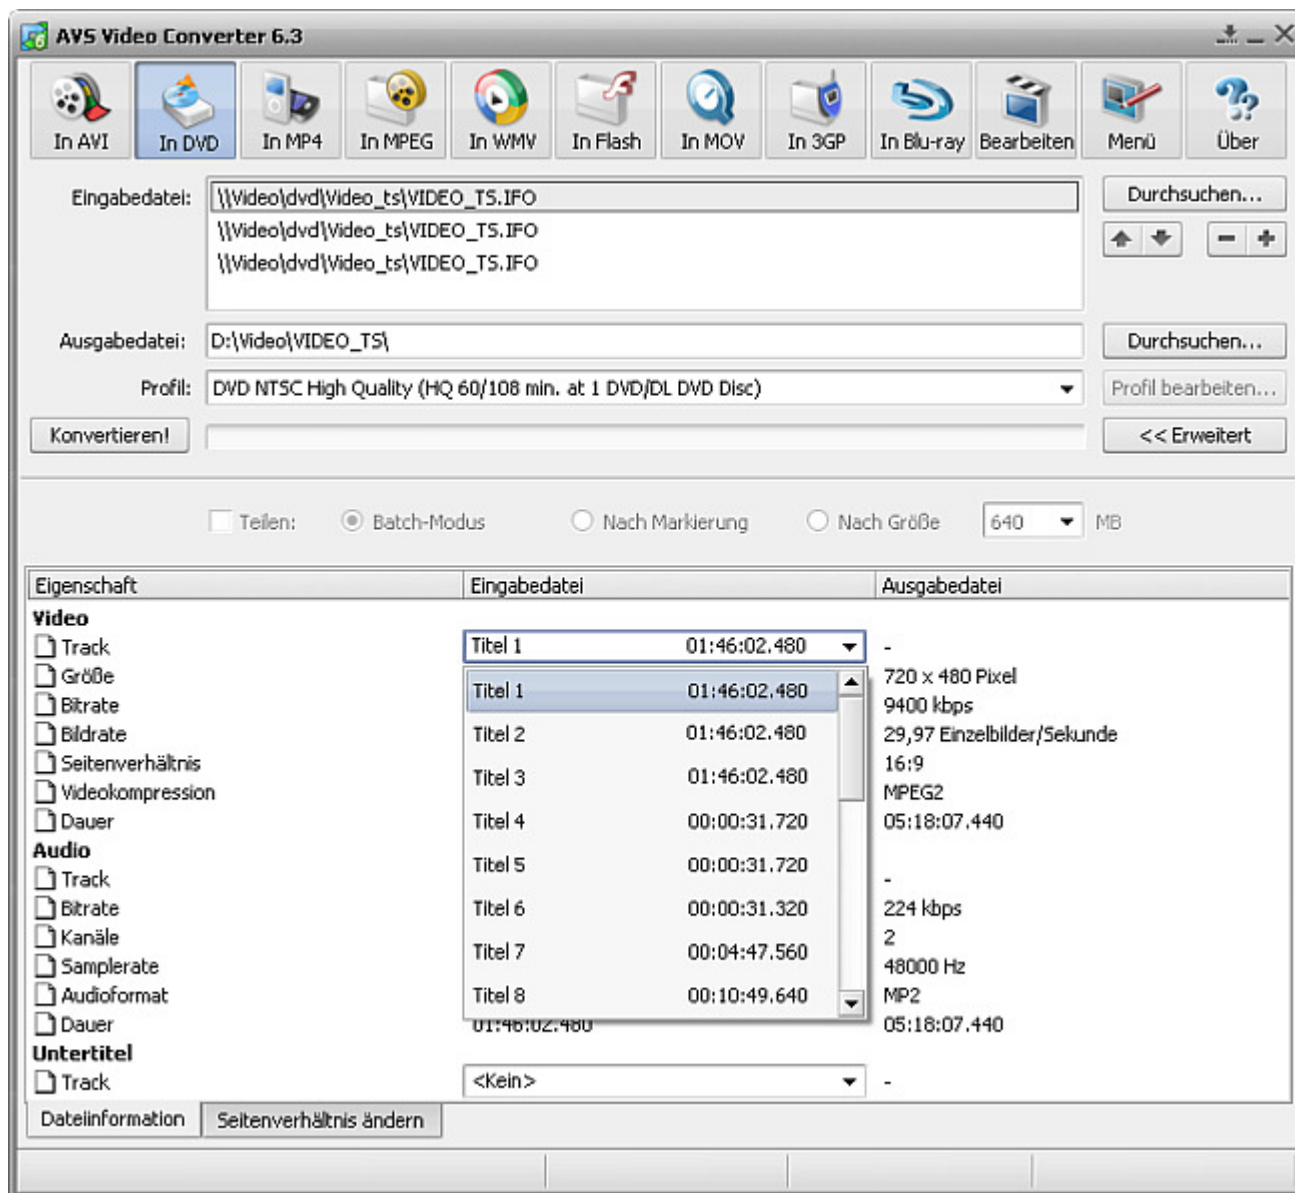 AVS Video Converter 6.3
In AVI In DVD In MP4 In MPEG In WMV In Flash In MOV In 3GP In Blu-ray Bearbeiten Menü Über
Eingabedatei: \\Video\dvd\Video_ts\VIDEO_TS.IFO Durchsuchen...
\\Video\dvd\Video_ts\VIDEO_TS.IFO
\\Video\dvd\Video_ts\VIDEO_TS.IFO
Ausgabedatei: D:\Video\VIDEO_TS\ Durchsuchen...
Profil: DVD NTSC High Quality (HQ 60/108 min. at 1 DVD/DL DVD Disc) Profil bearbeiten...
Konvertieren! << Erweitert
Teilen: Batch-Modus Nach Markierung Nach Größe 640 MB
Eigenschaft Eingabedatei Ausgabedatei
Video
Track Titel 1 01:46:02.480 -
Größe 720 x 480 Pixel
Titel 1 01:46:02.480
Bitrate 9400 kbps
Bildrate Titel 2 01:46:02.480 29,97 Einzelbilder/Sekunde
Seitenverhältnis 16:9
Titel 3 01:46:02.480
Videokompression MPEG2
Dauer Titel 4 00:00:31.720 05:18:07.440
Audio
Titel 5 00:00:31.720
Track -
Bitrate Titel 6 00:00:31.320 224 kbps
Kanäle 2
Titel 7 00:04:47.560
Samplerate 48000 Hz
Audioformat Titel 8 00:10:49.640 MP2
Dauer 01:46:02.480 05:18:07.440
Untertitel
Track <Kein> -
Dateiinformation Seitenverhältnis ändern